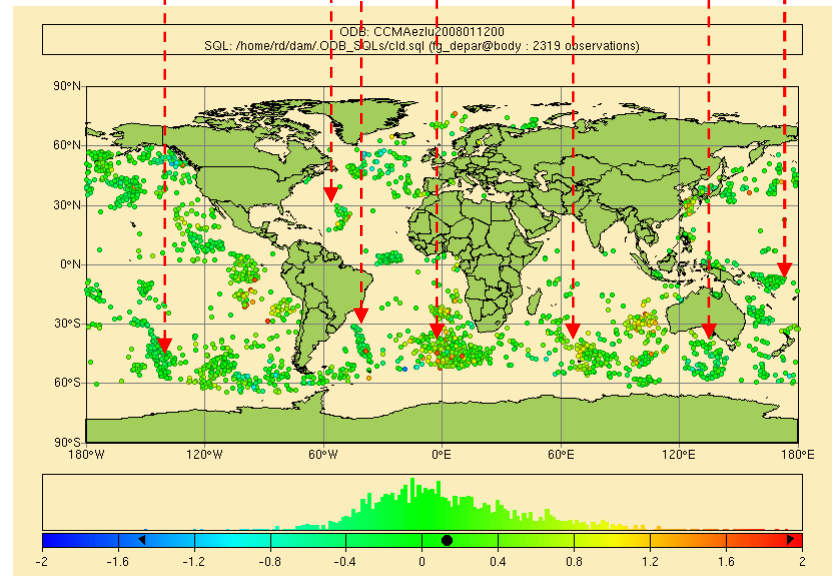 ODB: CCMAezlu2008011200
SQL: /home/rd/dam/.ODB_SQLs/cld.sql (fg_depar@body : 2319 observations)
90°N
60°N
30°N
0°N
30°S
60°S
90°S
180°W 120°W 60°W 0°E 60°E 120°E 180°E
-2 -1.6 -1.2 -0.8 -0.4 0 0.4 0.8 1.2 1.6 2